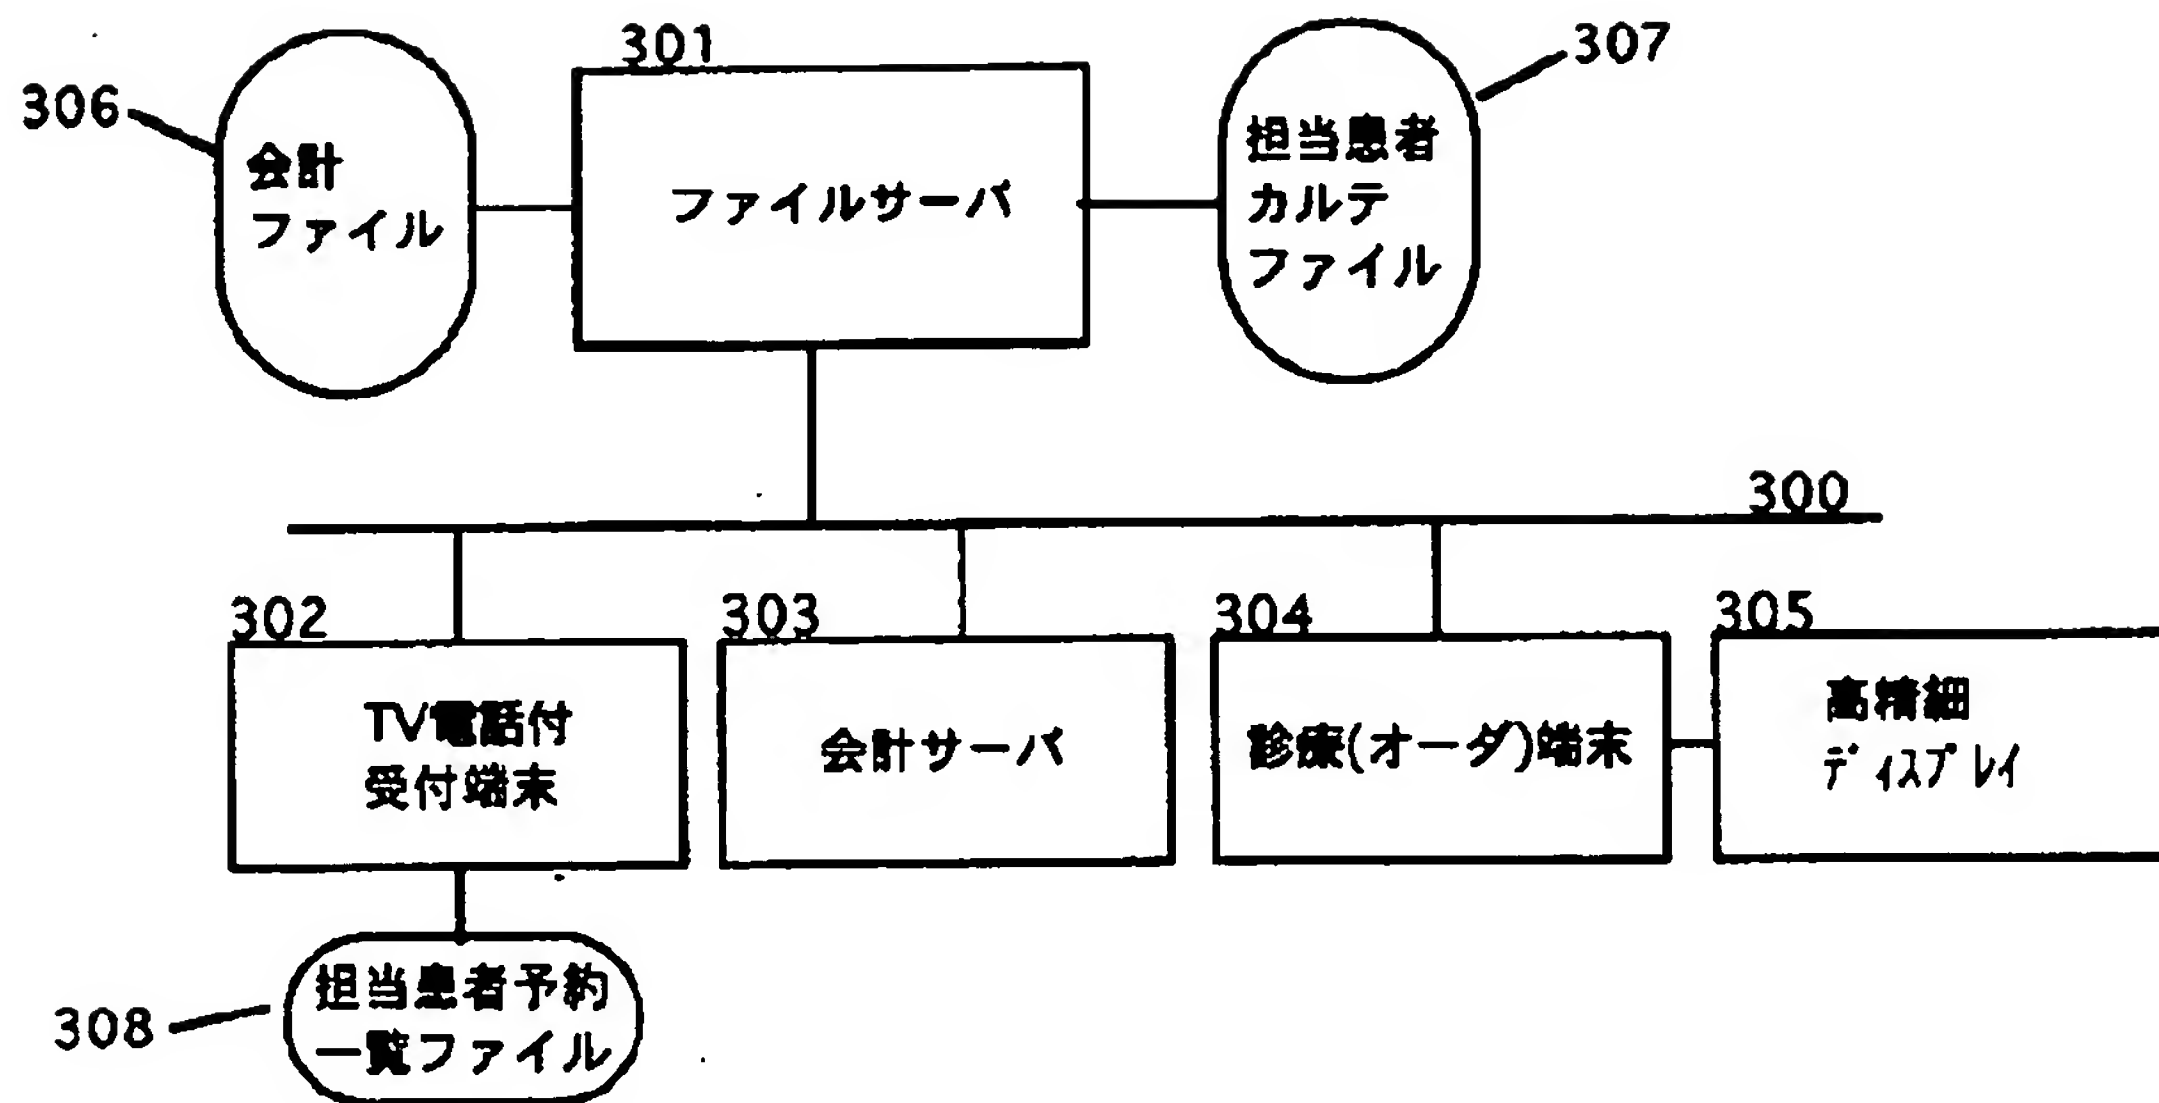 301
307
306
会計
ファイル
ファイルサーバ
担当患者
カルテ
ファイル
300
302
303
304
305
TV電話付
受付端末
会計サーバ
診療(オーダ)端末
高精細
ディスプレイ
担当患者予約
一覧ファイル
308